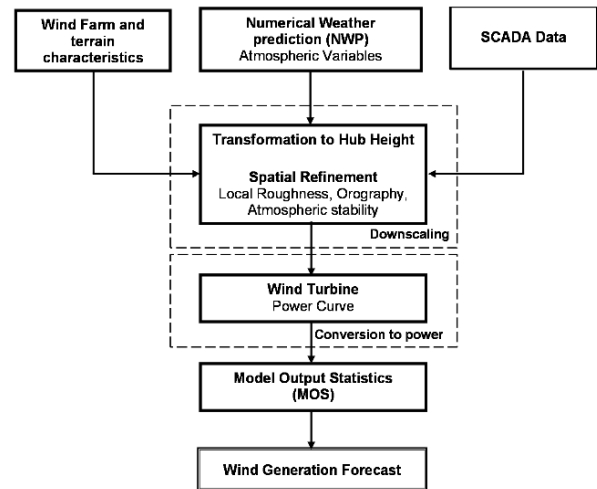 Wind Farm and
terrain
characteristics
Numerical Weather
prediction (NWP)
Atmospheric Variables
SCADA Data
Transformation to Hub Height
Spatial Refinement
Local Roughness, Orography,
Atmospheric stability
Downscaling
Wind Turbine
Power Curve
Conversion to power
Model Output Statistics
(MOS)
Wind Generation Forecast